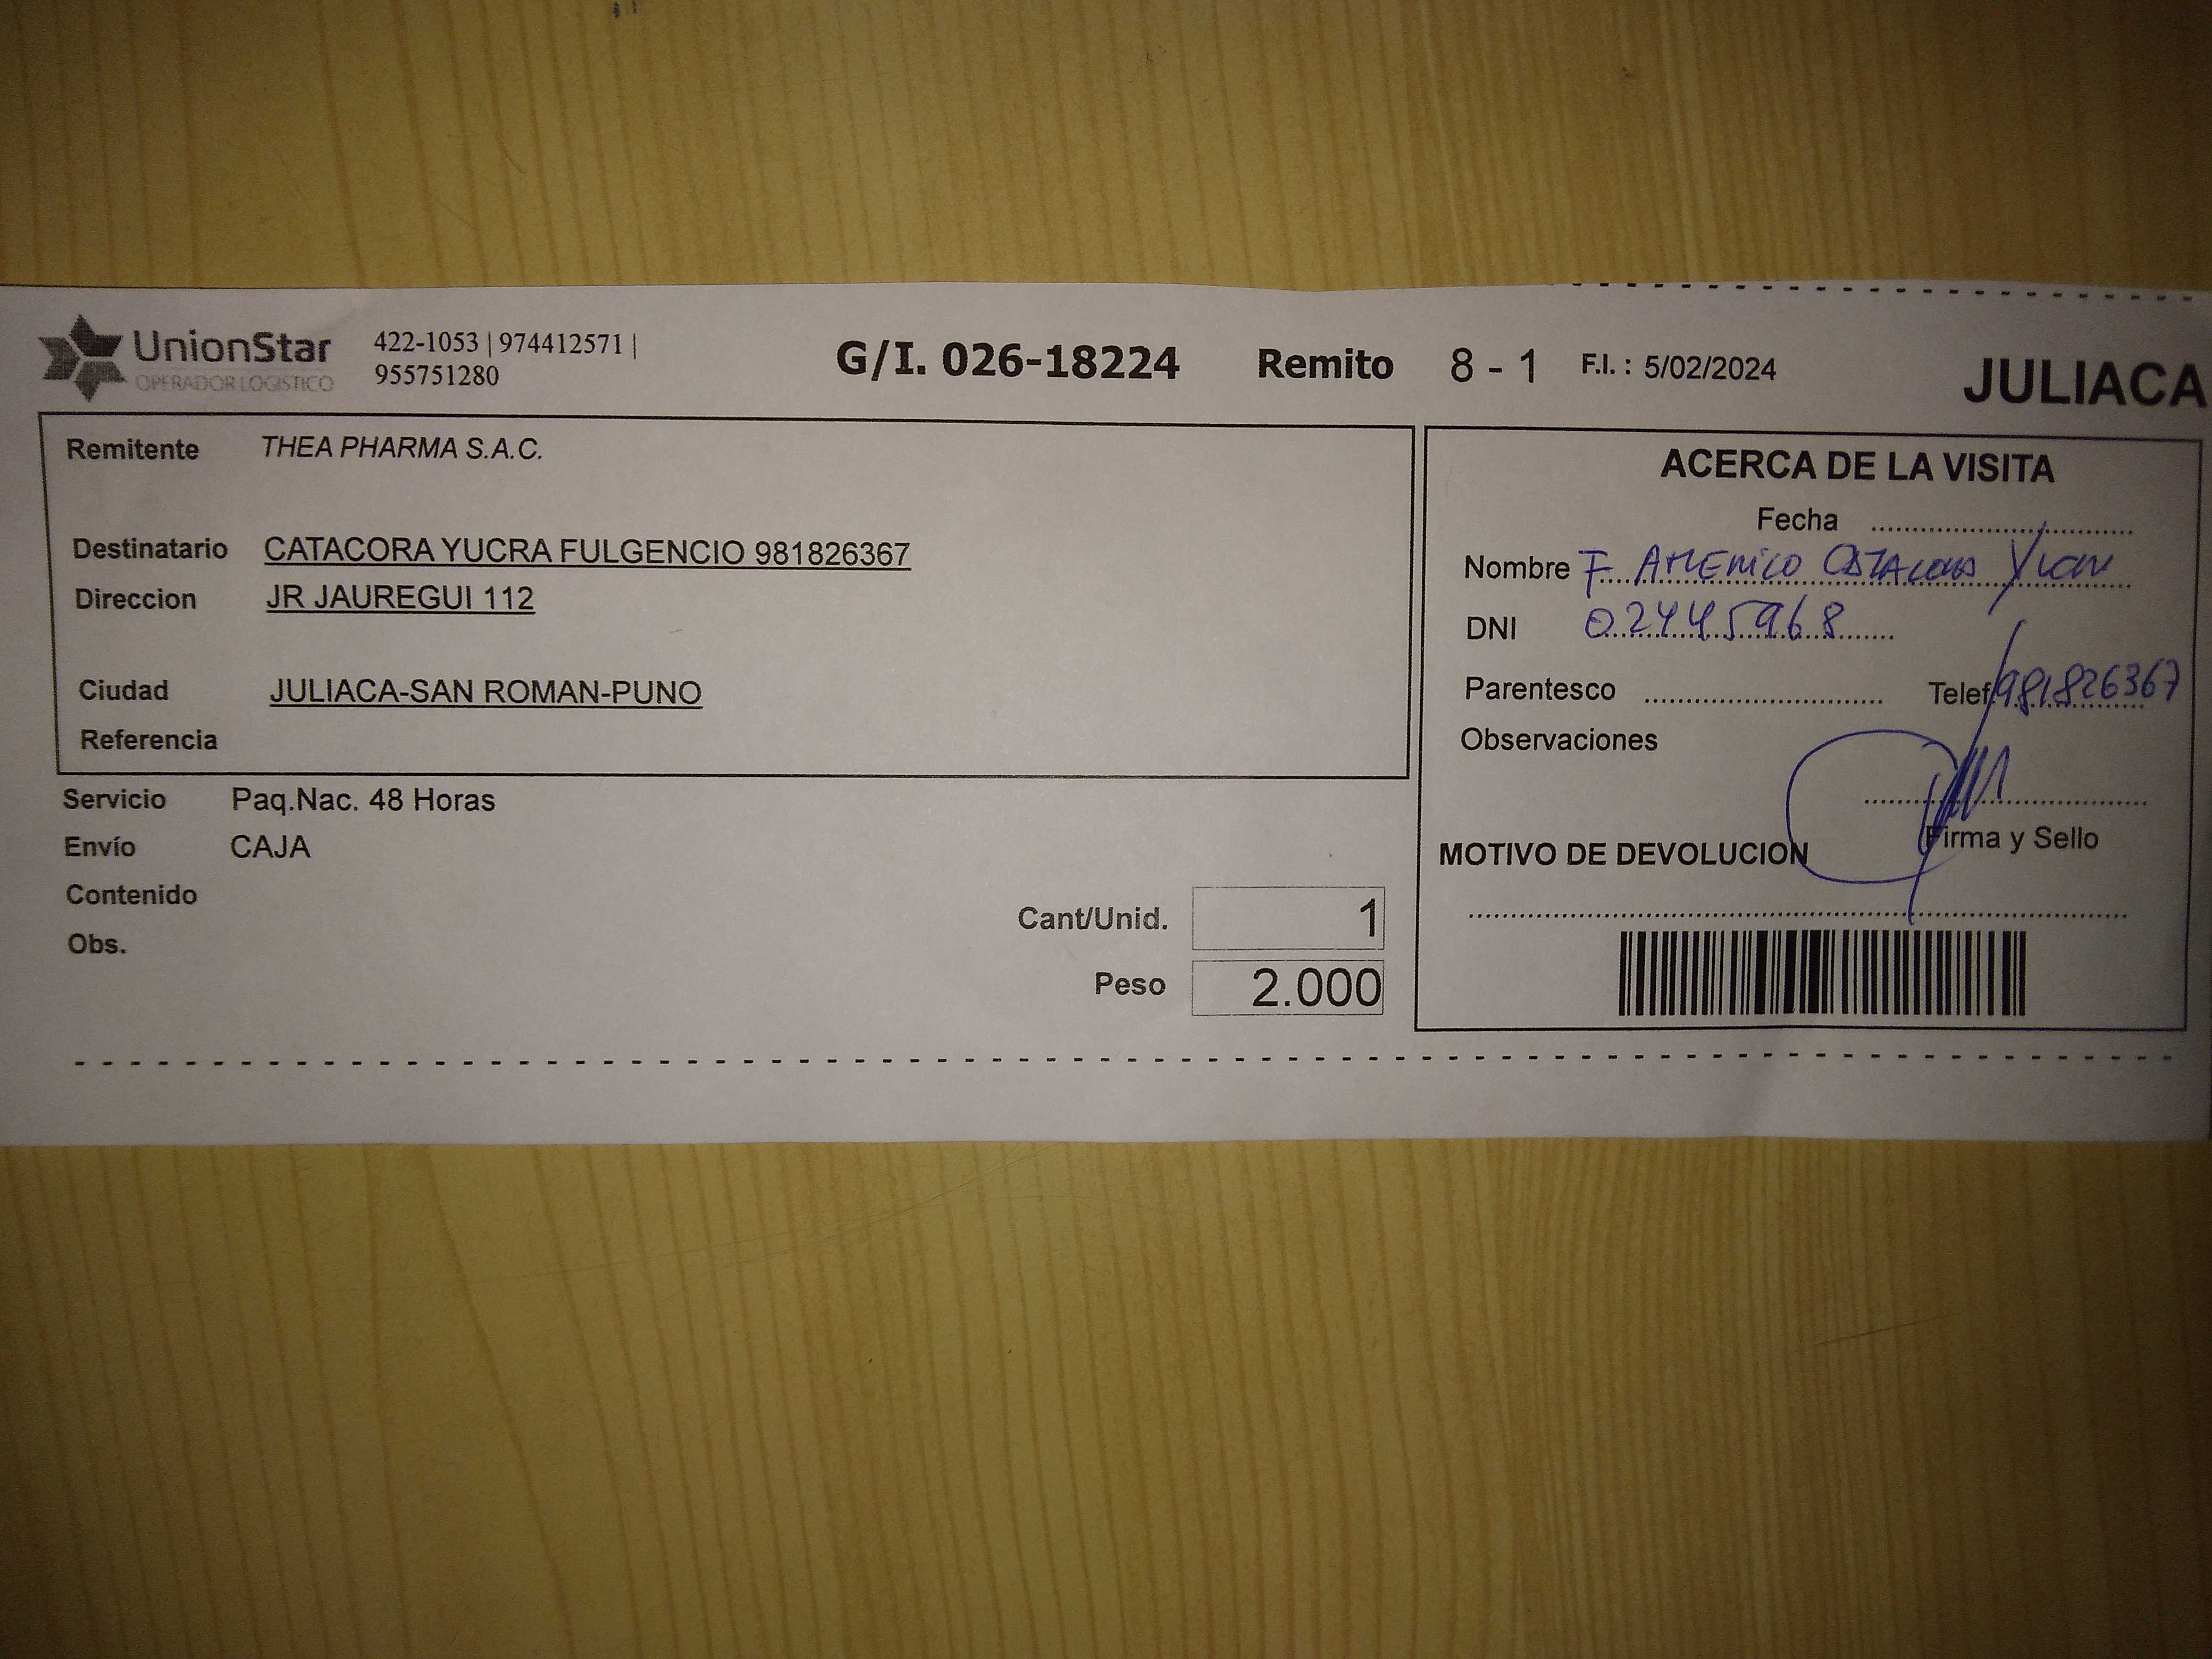 UnionStar
OPERADOR LOGISTICO
422-1053 | 974412571 |
955751280
G/I. 026-18224 Remito 8 - 1 F.I. : 5/02/2024
JULIACA
Remitente THEA PHARMA S.A.C.
Destinatario CATACORA YUCRA FULGENCIO 981826367
Direccion JR JAUREGUI 112
Ciudad JULIACA-SAN ROMAN-PUNO
Referencia
Servicio Paq.Nac. 48 Horas
Envío CAJA
Contenido
Obs.
Cant/Unid. 1
Peso 2.000
ACERCA DE LA VISITA
Fecha
Nombre F. AMERICO CATACORA
DNI 02445968
Parentesco Telef. 981826367
Observaciones
Firma y Sello
MOTIVO DE DEVOLUCION